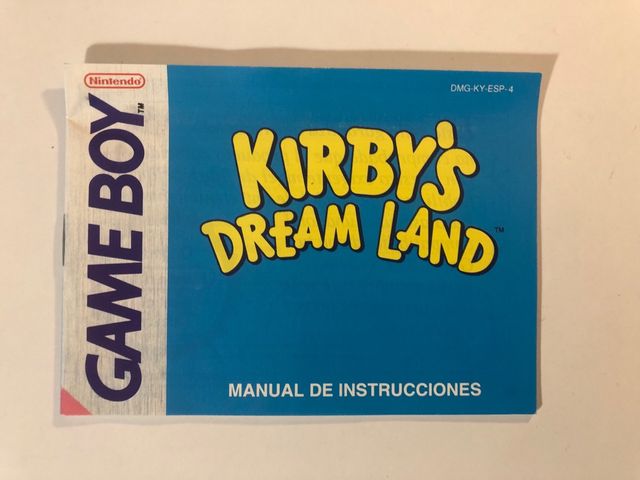 Nintendo
GAME BOY™
DMG-KY-ESP-4
KIRBY'S
DREAM LAND™
MANUAL DE INSTRUCCIONES